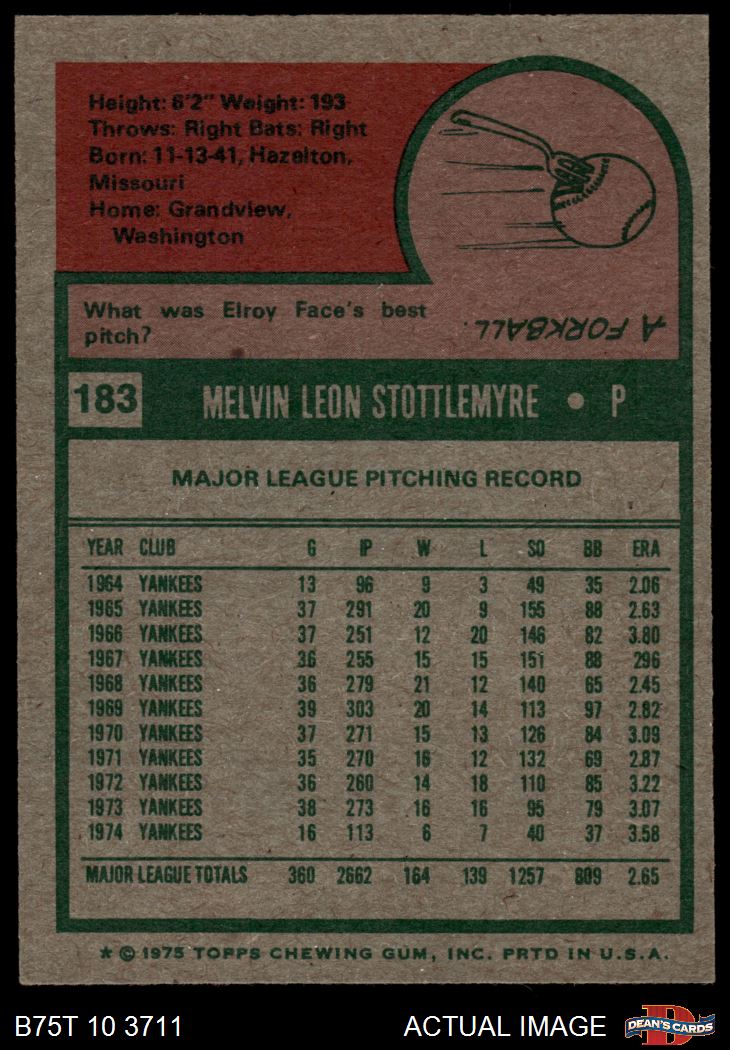 Height: 6'2" Weight: 193
Throws: Right Bats: Right
Born: 11-13-41, Hazelton,
Missouri
Home: Grandview,
Washington
What was Elroy Face's best
pitch?
A FORKBALL.
183 MELVIN LEON STOTTLEMYRE • P
MAJOR LEAGUE PITCHING RECORD
YEAR CLUB G IP W L SO BB ERA
1964 YANKEES 13 96 9 3 49 35 2.06
1965 YANKEES 37 291 20 9 155 88 2.63
1966 YANKEES 37 251 12 20 146 82 3.80
1967 YANKEES 36 255 15 15 151 88 296
1968 YANKEES 36 279 21 12 140 65 2.45
1969 YANKEES 39 303 20 14 113 97 2.82
1970 YANKEES 37 271 15 13 126 84 3.09
1971 YANKEES 35 270 16 12 132 69 2.87
1972 YANKEES 36 260 14 18 110 85 3.22
1973 YANKEES 38 273 16 16 95 79 3.07
1974 YANKEES 16 113 6 7 40 37 3.58
MAJOR LEAGUE TOTALS 360 2662 164 139 1257 809 2.65
* © 1975 TOPPS CHEWING GUM, INC. PRTD IN U.S.A.
B75T 10 3711 ACTUAL IMAGE D DEAN'S CARDS